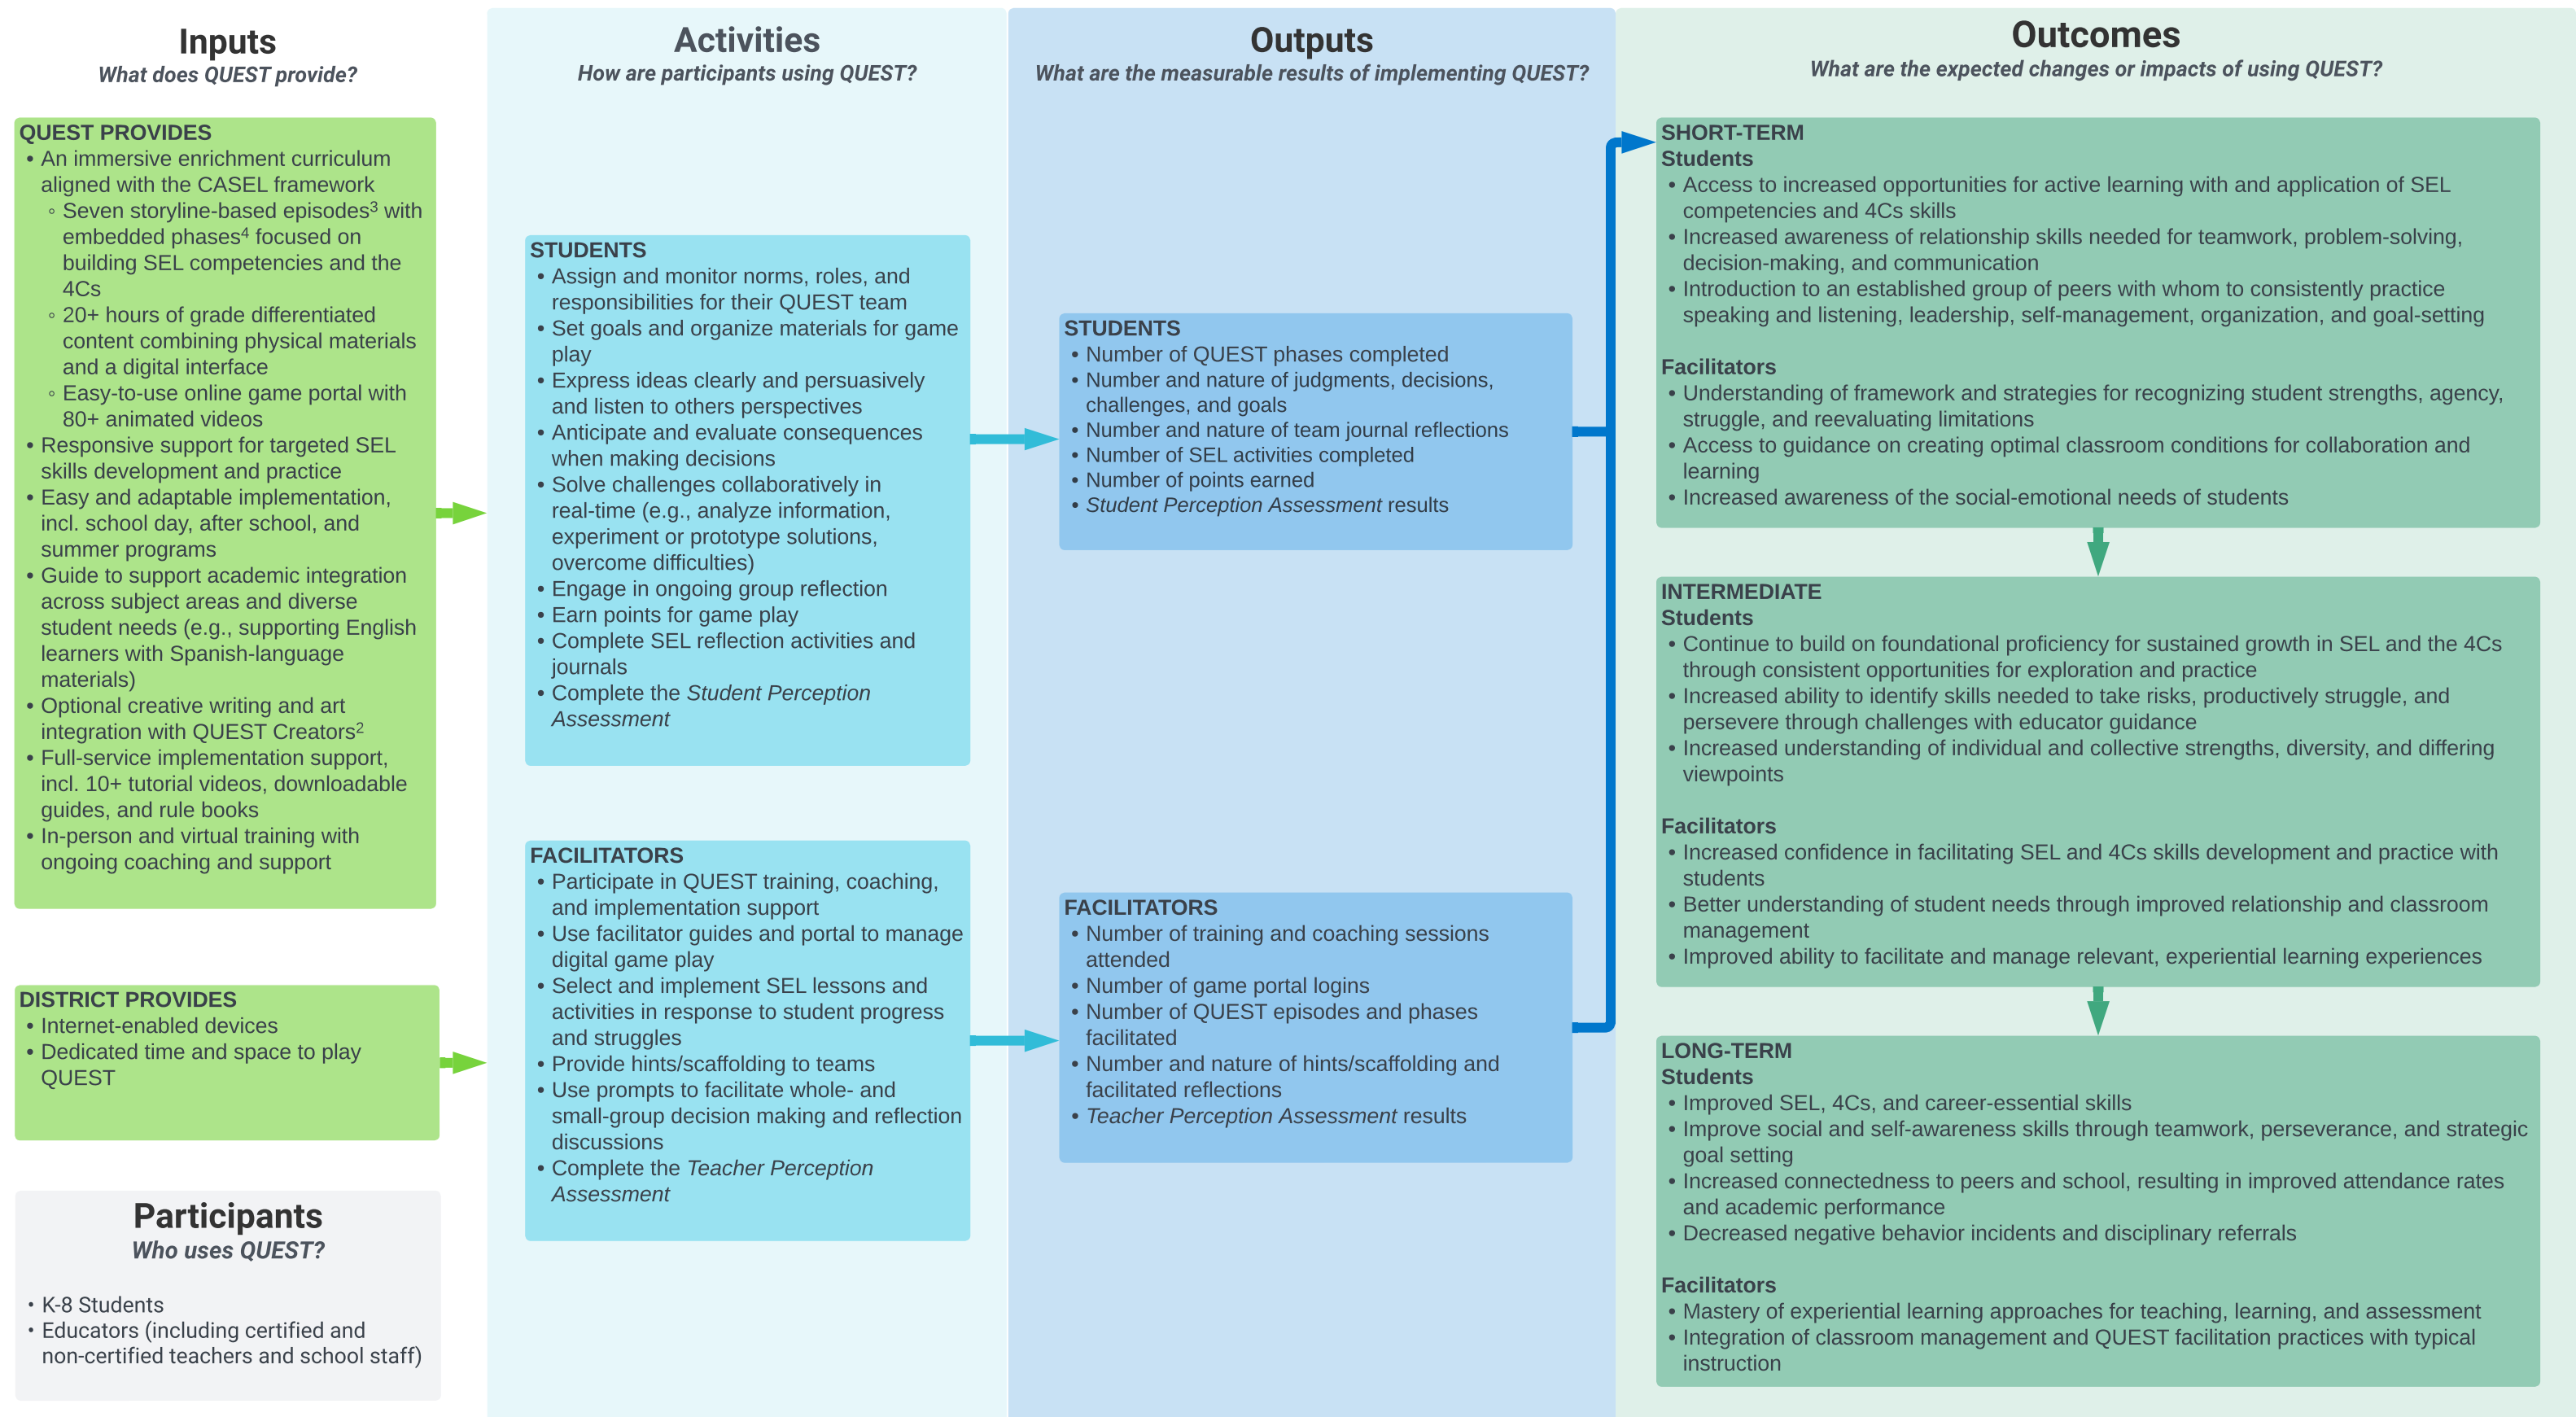 Inputs
What does QUEST provide?
QUEST PROVIDES
• An immersive enrichment curriculum
aligned with the CASEL framework
◦ Seven storyline-based episodes³ with
embedded phases⁴ focused on
building SEL competencies and the
4Cs
◦ 20+ hours of grade differentiated
content combining physical materials
and a digital interface
◦ Easy-to-use online game portal with
80+ animated videos
• Responsive support for targeted SEL
skills development and practice
• Easy and adaptable implementation,
incl. school day, after school, and
summer programs
• Guide to support academic integration
across subject areas and diverse
student needs (e.g., supporting English
learners with Spanish-language
materials)
• Optional creative writing and art
integration with QUEST Creators²
• Full-service implementation support,
incl. 10+ tutorial videos, downloadable
guides, and rule books
• In-person and virtual training with
ongoing coaching and support
DISTRICT PROVIDES
• Internet-enabled devices
• Dedicated time and space to play
QUEST
Participants
Who uses QUEST?
• K-8 Students
• Educators (including certified and
non-certified teachers and school staff)
Activities
How are participants using QUEST?
STUDENTS
• Assign and monitor norms, roles, and
responsibilities for their QUEST team
• Set goals and organize materials for game
play
• Express ideas clearly and persuasively
and listen to others perspectives
• Anticipate and evaluate consequences
when making decisions
• Solve challenges collaboratively in
real-time (e.g., analyze information,
experiment or prototype solutions,
overcome difficulties)
• Engage in ongoing group reflection
• Earn points for game play
• Complete SEL reflection activities and
journals
• Complete the Student Perception
Assessment
FACILITATORS
• Participate in QUEST training, coaching,
and implementation support
• Use facilitator guides and portal to manage
digital game play
• Select and implement SEL lessons and
activities in response to student progress
and struggles
• Provide hints/scaffolding to teams
• Use prompts to facilitate whole- and
small-group decision making and reflection
discussions
• Complete the Teacher Perception
Assessment
Outputs
What are the measurable results of implementing QUEST?
STUDENTS
• Number of QUEST phases completed
• Number and nature of judgments, decisions,
challenges, and goals
• Number and nature of team journal reflections
• Number of SEL activities completed
• Number of points earned
• Student Perception Assessment results
FACILITATORS
• Number of training and coaching sessions
attended
• Number of game portal logins
• Number of QUEST episodes and phases
facilitated
• Number and nature of hints/scaffolding and
facilitated reflections
• Teacher Perception Assessment results
Outcomes
What are the expected changes or impacts of using QUEST?
SHORT-TERM
Students
• Access to increased opportunities for active learning with and application of SEL
competencies and 4Cs skills
• Increased awareness of relationship skills needed for teamwork, problem-solving,
decision-making, and communication
• Introduction to an established group of peers with whom to consistently practice
speaking and listening, leadership, self-management, organization, and goal-setting
Facilitators
• Understanding of framework and strategies for recognizing student strengths, agency,
struggle, and reevaluating limitations
• Access to guidance on creating optimal classroom conditions for collaboration and
learning
• Increased awareness of the social-emotional needs of students
INTERMEDIATE
Students
• Continue to build on foundational proficiency for sustained growth in SEL and the 4Cs
through consistent opportunities for exploration and practice
• Increased ability to identify skills needed to take risks, productively struggle, and
persevere through challenges with educator guidance
• Increased understanding of individual and collective strengths, diversity, and differing
viewpoints
Facilitators
• Increased confidence in facilitating SEL and 4Cs skills development and practice with
students
• Better understanding of student needs through improved relationship and classroom
management
• Improved ability to facilitate and manage relevant, experiential learning experiences
LONG-TERM
Students
• Improved SEL, 4Cs, and career-essential skills
• Improve social and self-awareness skills through teamwork, perseverance, and strategic
goal setting
• Increased connectedness to peers and school, resulting in improved attendance rates
and academic performance
• Decreased negative behavior incidents and disciplinary referrals
Facilitators
• Mastery of experiential learning approaches for teaching, learning, and assessment
• Integration of classroom management and QUEST facilitation practices with typical
instruction